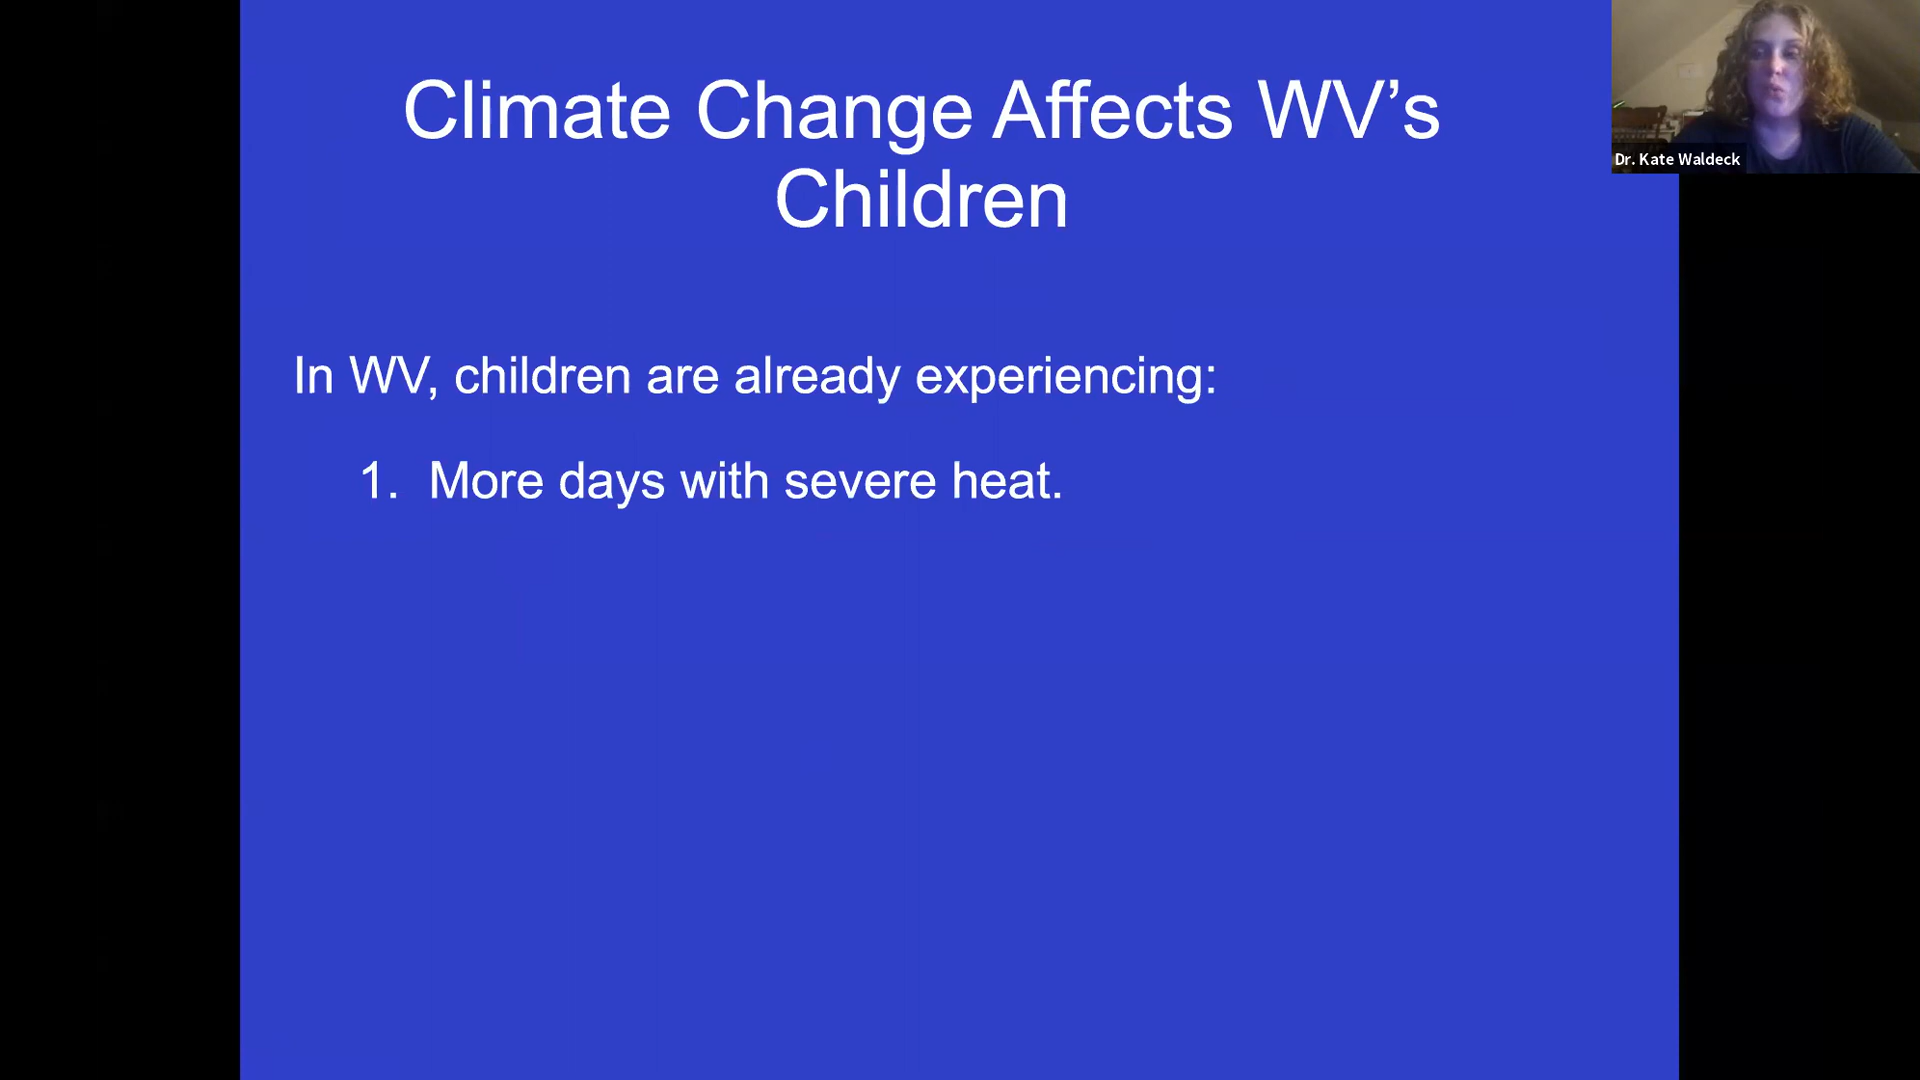 Climate Change Affects WV’s
Children
In WV, children are already experiencing:
1. More days with severe heat.
Dr. Kate Waldeck